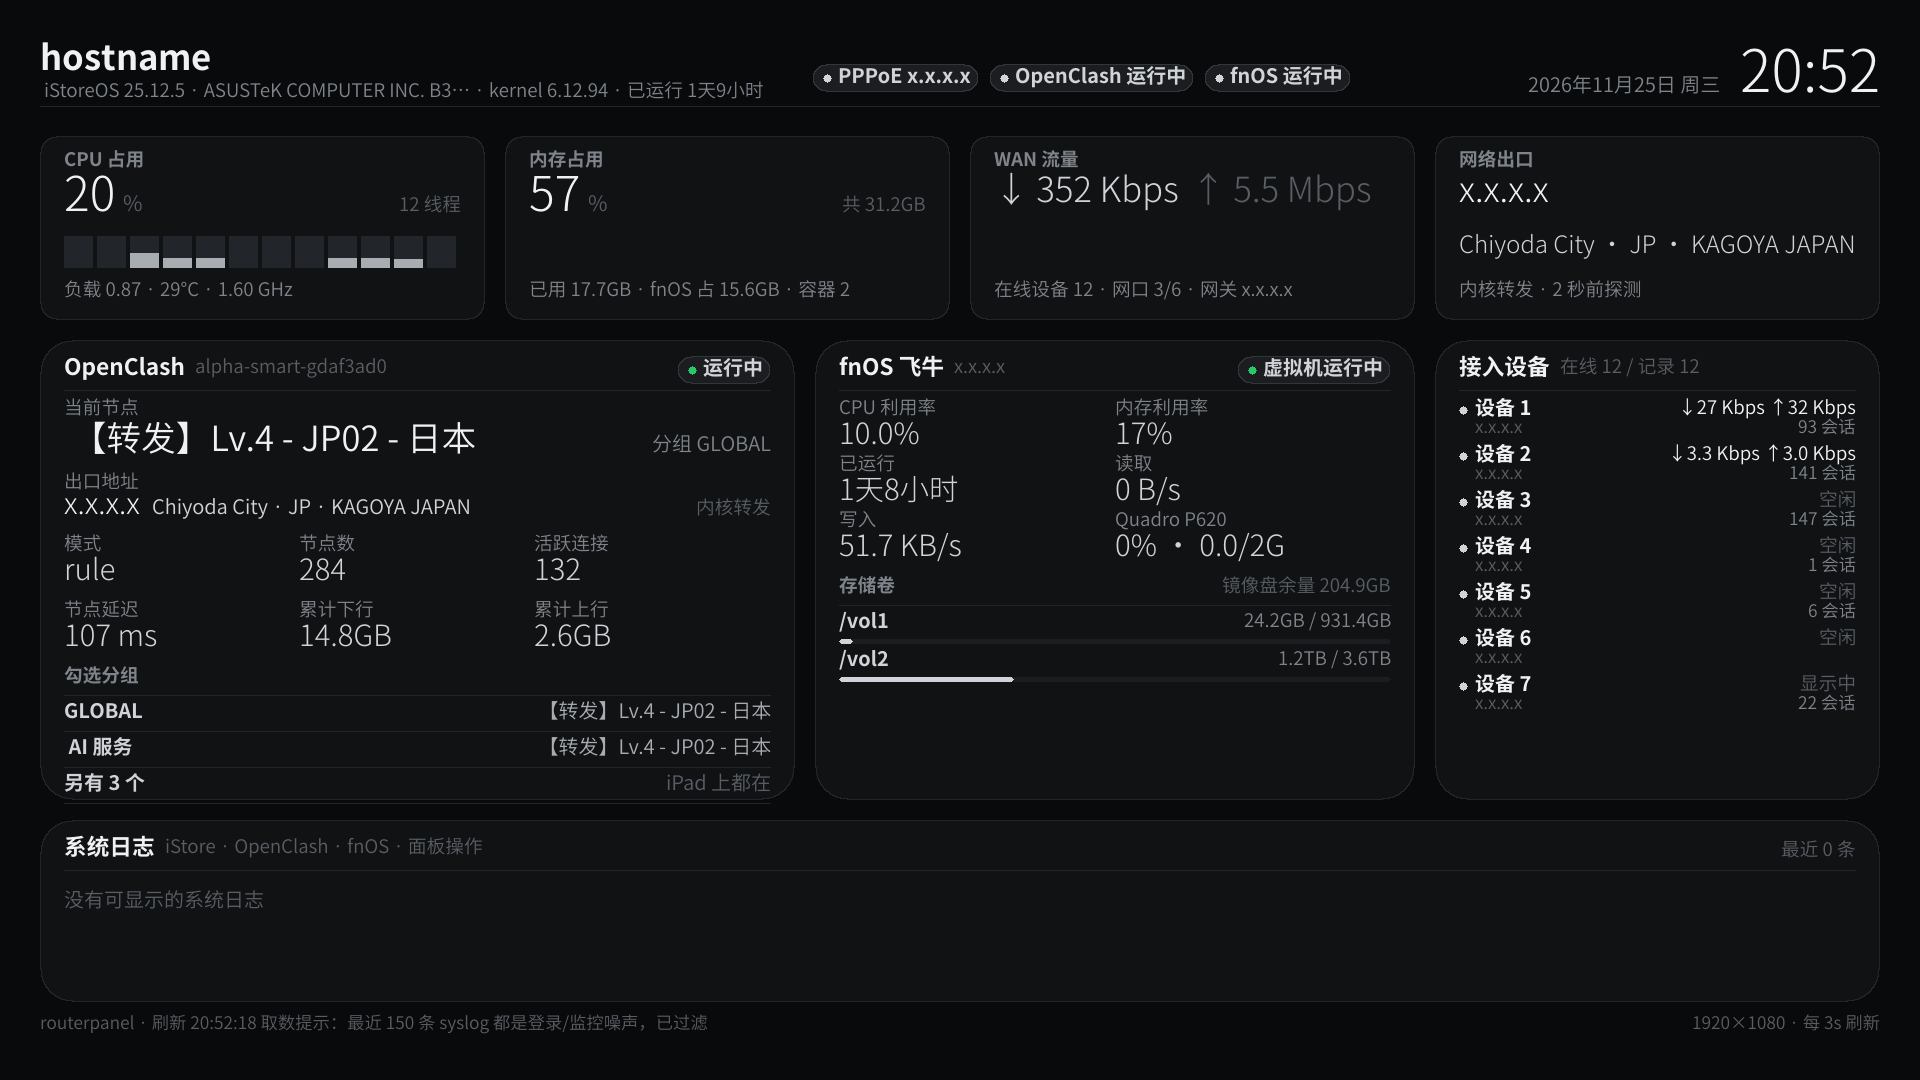 hostname
iStoreOS 25.12.5 · ASUSTeK COMPUTER INC. B3··· · kernel 6.12.94 · 已运行 1天9小时
PPPoE x.x.x.x
OpenClash 运行中
fnOS 运行中
2026年11月25日 周三
20:52
CPU 占用
20 %
12 线程
负载 0.87 · 29°C · 1.60 GHz
内存占用
57 %
共 31.2GB
已用 17.7GB · fnOS 占 15.6GB · 容器 2
WAN 流量
↓ 352 Kbps ↑ 5.5 Mbps
在线设备 12 · 网口 3/6 · 网关 x.x.x.x
网络出口
x.x.x.x
Chiyoda City · JP · KAGOYA JAPAN
内核转发 · 2 秒前探测
OpenClash alpha-smart-gdaf3ad0
运行中
当前节点
【转发】Lv.4 - JP02 - 日本
分组 GLOBAL
出口地址
x.x.x.x Chiyoda City · JP · KAGOYA JAPAN
内核转发
模式 节点数 活跃连接
rule 284 132
节点延迟 累计下行 累计上行
107 ms 14.8GB 2.6GB
勾选分组
GLOBAL 【转发】Lv.4 - JP02 - 日本
AI 服务 【转发】Lv.4 - JP02 - 日本
另有 3 个 iPad 上都在
fnOS 飞牛 x.x.x.x
虚拟机运行中
CPU 利用率 内存利用率
10.0% 17%
已运行 读取
1天8小时 0 B/s
写入 Quadro P620
51.7 KB/s 0% · 0.0/2G
存储卷 镜像盘余量 204.9GB
/vol1 24.2GB / 931.4GB
/vol2 1.2TB / 3.6TB
接入设备 在线 12 / 记录 12
设备 1 ↓27 Kbps ↑32 Kbps
x.x.x.x 93 会话
设备 2 ↓3.3 Kbps ↑3.0 Kbps
x.x.x.x 141 会话
设备 3 空闲
x.x.x.x 147 会话
设备 4 空闲
x.x.x.x 1 会话
设备 5 空闲
x.x.x.x 6 会话
设备 6 空闲
x.x.x.x
设备 7 显示中
x.x.x.x 22 会话
系统日志 iStore · OpenClash · fnOS · 面板操作
最近 0 条
没有可显示的系统日志
routerpanel · 刷新 20:52:18 取数提示：最近 150 条 syslog 都是登录/监控噪声，已过滤
1920×1080 · 每 3s 刷新